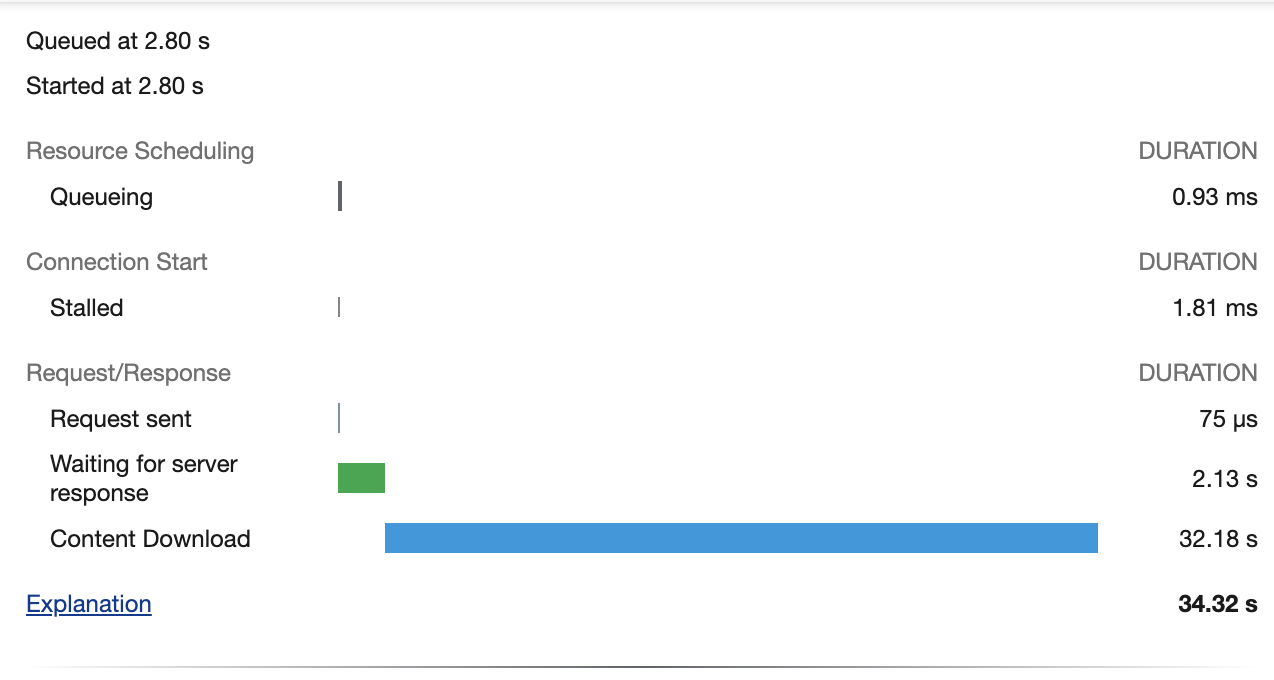 Queued at 2.80 s
Started at 2.80 s
Resource Scheduling DURATION
Queueing 0.93 ms
Connection Start DURATION
Stalled 1.81 ms
Request/Response DURATION
Request sent 75 µs
Waiting for server
response 2.13 s
Content Download 32.18 s
Explanation 34.32 s